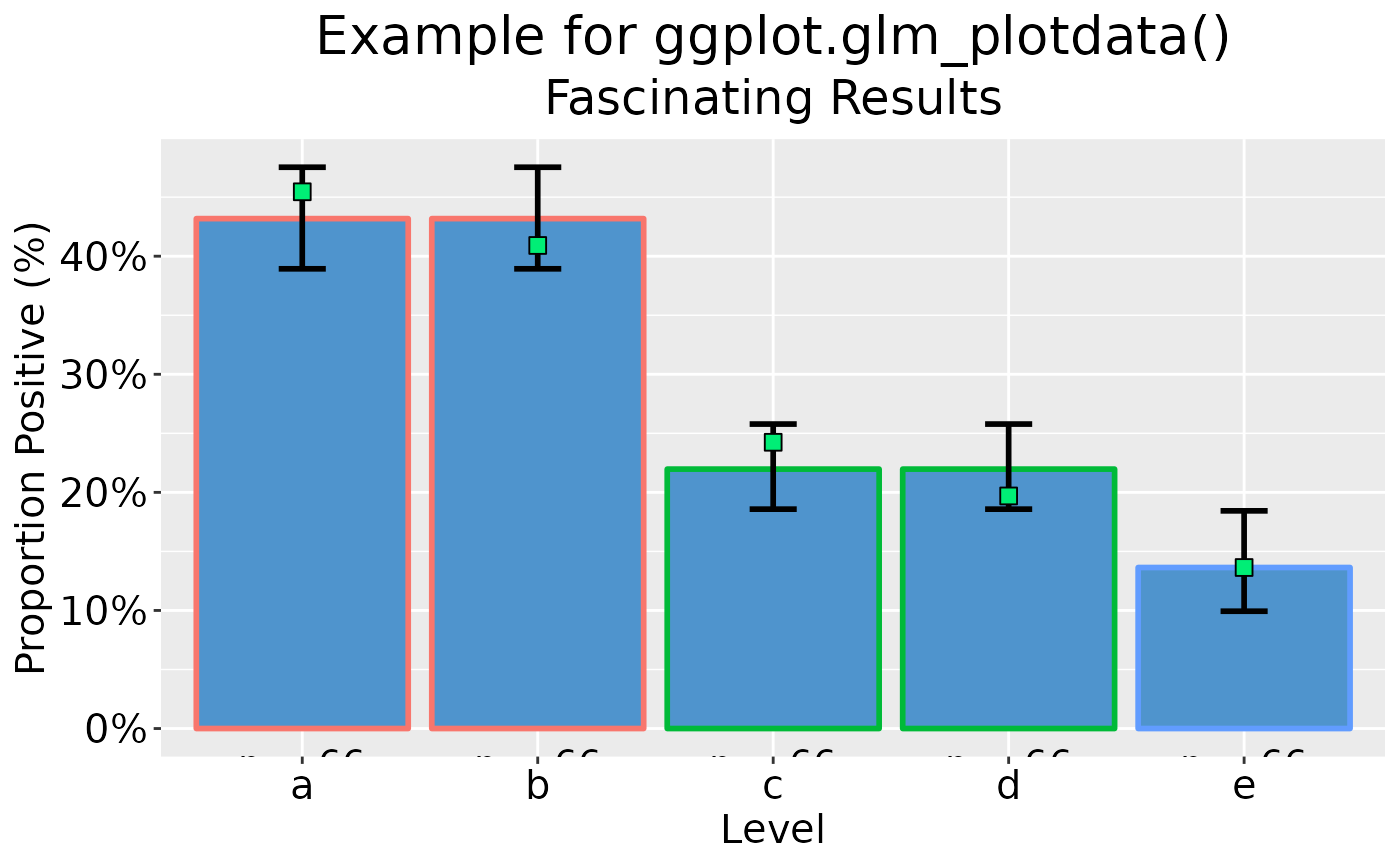 Example for ggplot.glm_plotdata()
Fascinating Results
Proportion Positive (%)
40%
30%
20%
10%
0%
a b c d e
Level